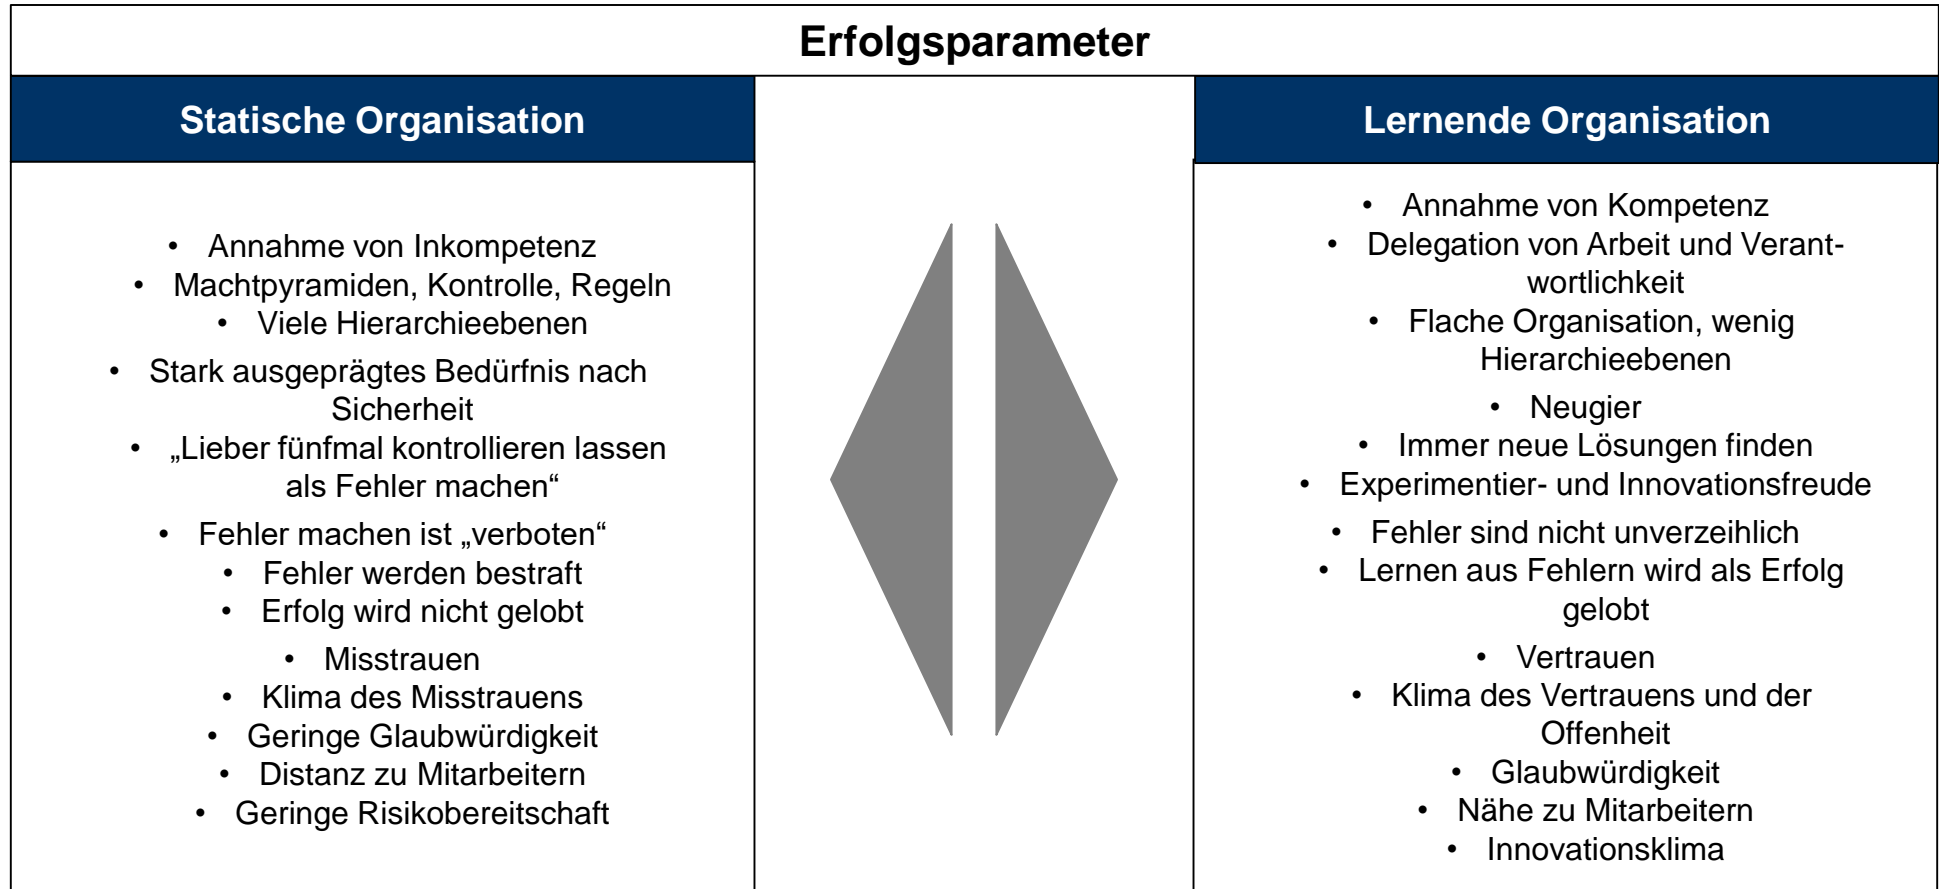 Erfolgsparameter
Statische Organisation
• Annahme von Inkompetenz
• Machtpyramiden, Kontrolle, Regeln
• Viele Hierarchieebenen
• Stark ausgeprägtes Bedürfnis nach
Sicherheit
• „Lieber fünfmal kontrollieren lassen
als Fehler machen“
• Fehler machen ist „verboten“
• Fehler werden bestraft
• Erfolg wird nicht gelobt
• Misstrauen
• Klima des Misstrauens
• Geringe Glaubwürdigkeit
• Distanz zu Mitarbeitern
• Geringe Risikobereitschaft
Lernende Organisation
• Annahme von Kompetenz
• Delegation von Arbeit und Verant-
wortlichkeit
• Flache Organisation, wenig
Hierarchieebenen
• Neugier
• Immer neue Lösungen finden
• Experimentier- und Innovationsfreude
• Fehler sind nicht unverzeihlich
• Lernen aus Fehlern wird als Erfolg
gelobt
• Vertrauen
• Klima des Vertrauens und der
Offenheit
• Glaubwürdigkeit
• Nähe zu Mitarbeitern
• Innovationsklima